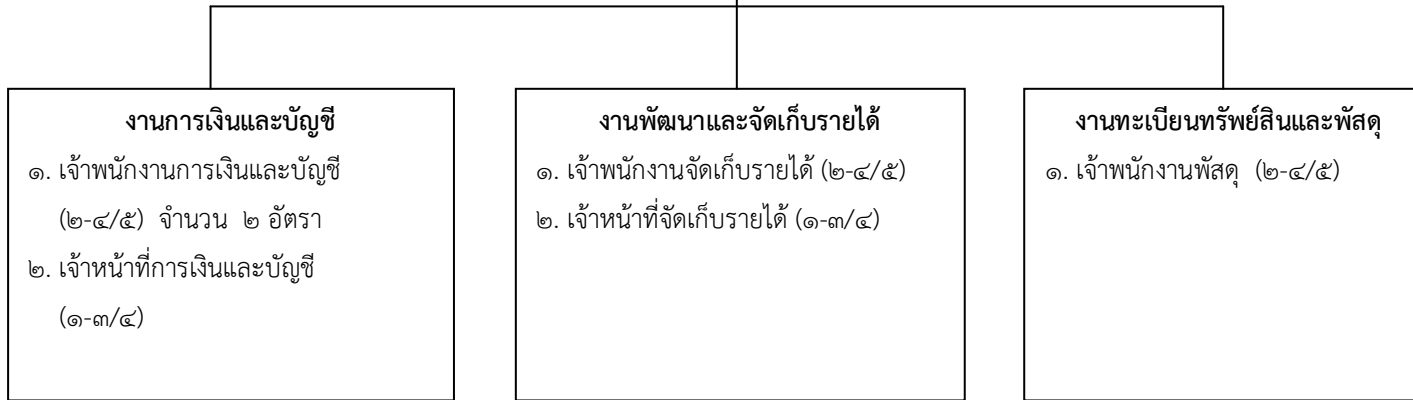 งานการเงินและบัญชี
๑. เจ้าพนักงานการเงินและบัญชี
(๒-๔/๕) จำนวน ๒ อัตรา
๒. เจ้าหน้าที่การเงินและบัญชี
(๑-๓/๔)
งานพัฒนาและจัดเก็บรายได้
๑. เจ้าพนักงานจัดเก็บรายได้ (๒-๔/๕)
๒. เจ้าหน้าที่จัดเก็บรายได้ (๑-๓/๔)
งานทะเบียนทรัพย์สินและพัสดุ
๑. เจ้าพนักงานพัสดุ (๒-๔/๕)